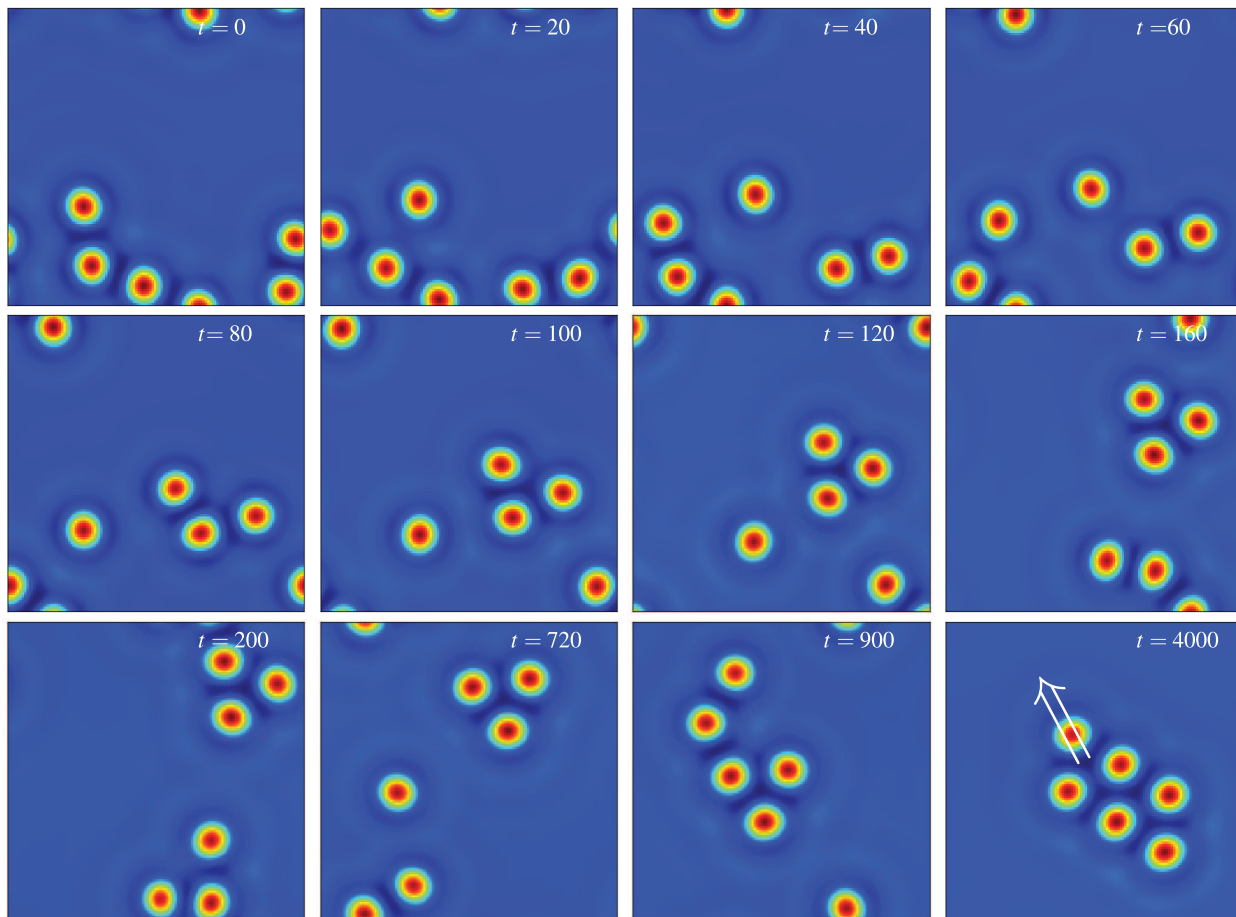 t = 0
t = 20
t = 40
t =60
t = 80
t = 100
t = 120
t = 160
t = 200
t = 720
t = 900
t = 4000